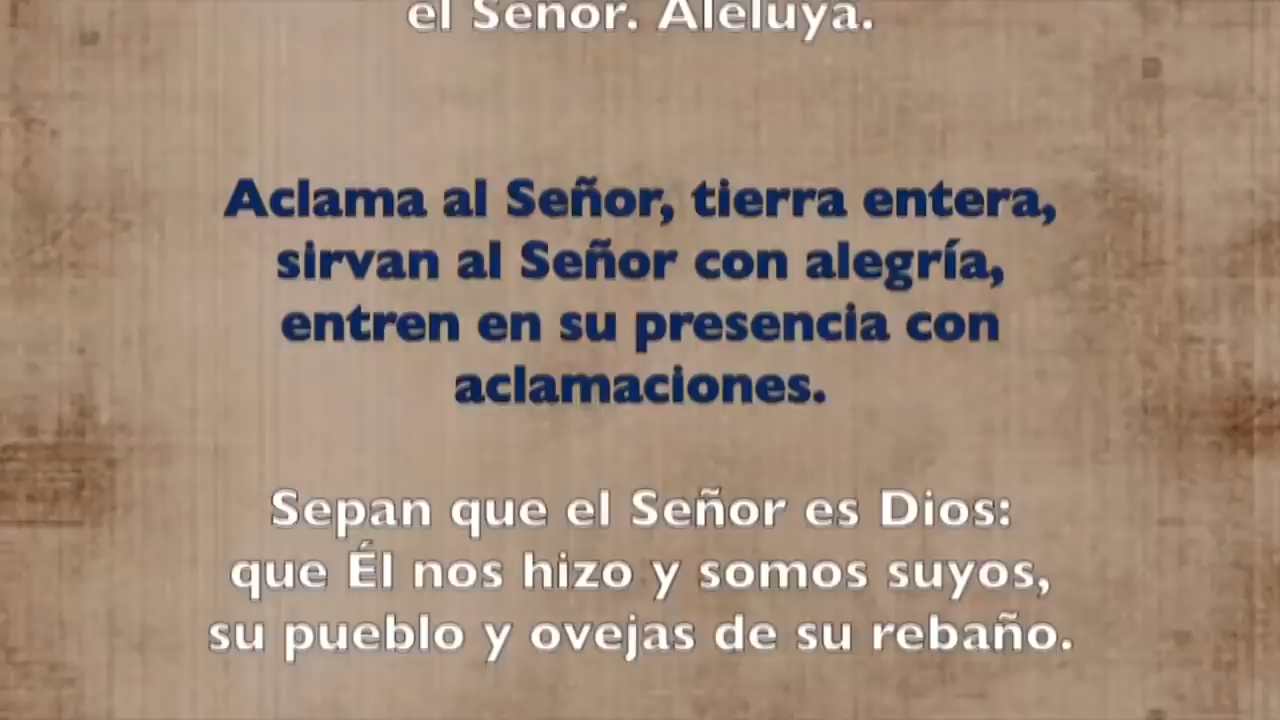 el Señor. Aleluya.
Aclama al Señor, tierra entera,
sirvan al Señor con alegría,
entren en su presencia con
aclamaciones.
Sepan que el Señor es Dios:
que Él nos hizo y somos suyos,
su pueblo y ovejas de su rebaño.